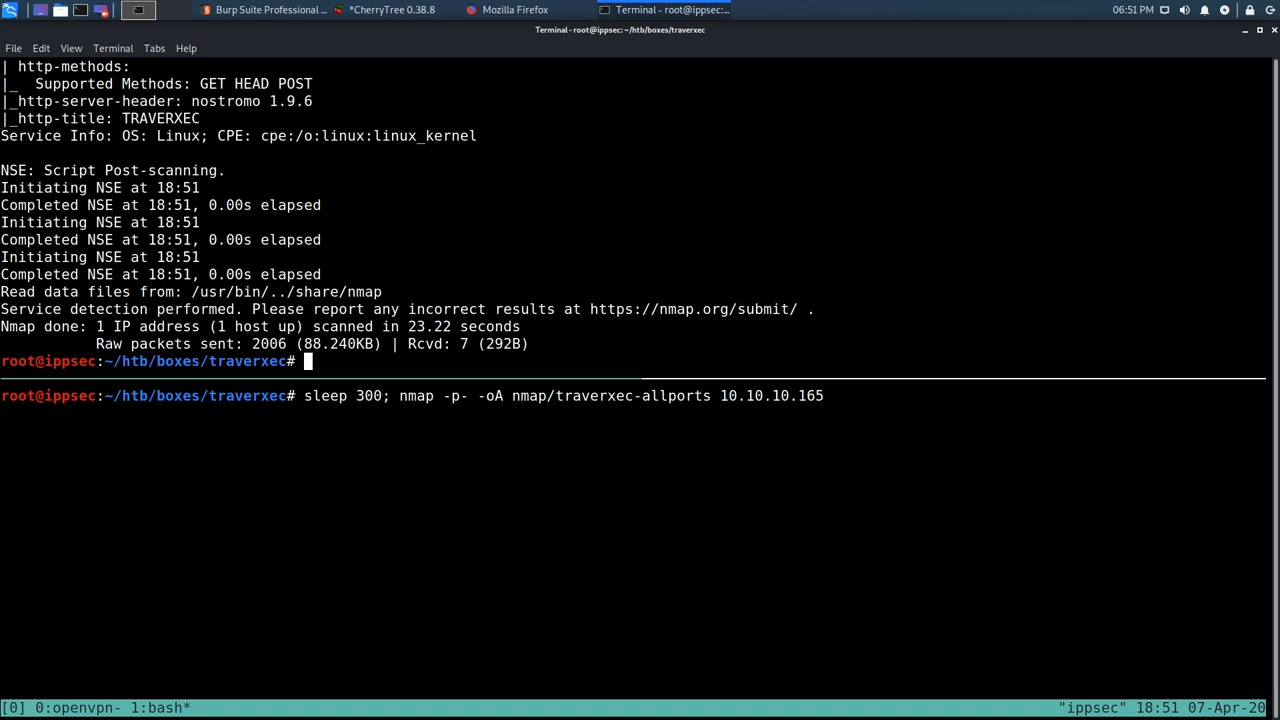 Burp Suite Professional ...
*CherryTree 0.38.8
Mozilla Firefox
Terminal - root@ippsec:...
06:51 PM
Terminal - root@ippsec: ~/htb/boxes/traverxec
File Edit View Terminal Tabs Help
| http-methods:
|_  Supported Methods: GET HEAD POST
|_http-server-header: nostromo 1.9.6
|_http-title: TRAVERXEC
Service Info: OS: Linux; CPE: cpe:/o:linux:linux_kernel
NSE: Script Post-scanning.
Initiating NSE at 18:51
Completed NSE at 18:51, 0.00s elapsed
Initiating NSE at 18:51
Completed NSE at 18:51, 0.00s elapsed
Initiating NSE at 18:51
Completed NSE at 18:51, 0.00s elapsed
Read data files from: /usr/bin/../share/nmap
Service detection performed. Please report any incorrect results at https://nmap.org/submit/ .
Nmap done: 1 IP address (1 host up) scanned in 23.22 seconds
           Raw packets sent: 2006 (88.240KB) | Rcvd: 7 (292B)
root@ippsec:~/htb/boxes/traverxec#
root@ippsec:~/htb/boxes/traverxec# sleep 300; nmap -p- -oA nmap/traverxec-allports 10.10.10.165
[0] 0:openvpn- 1:bash* "ippsec" 18:51 07-Apr-20